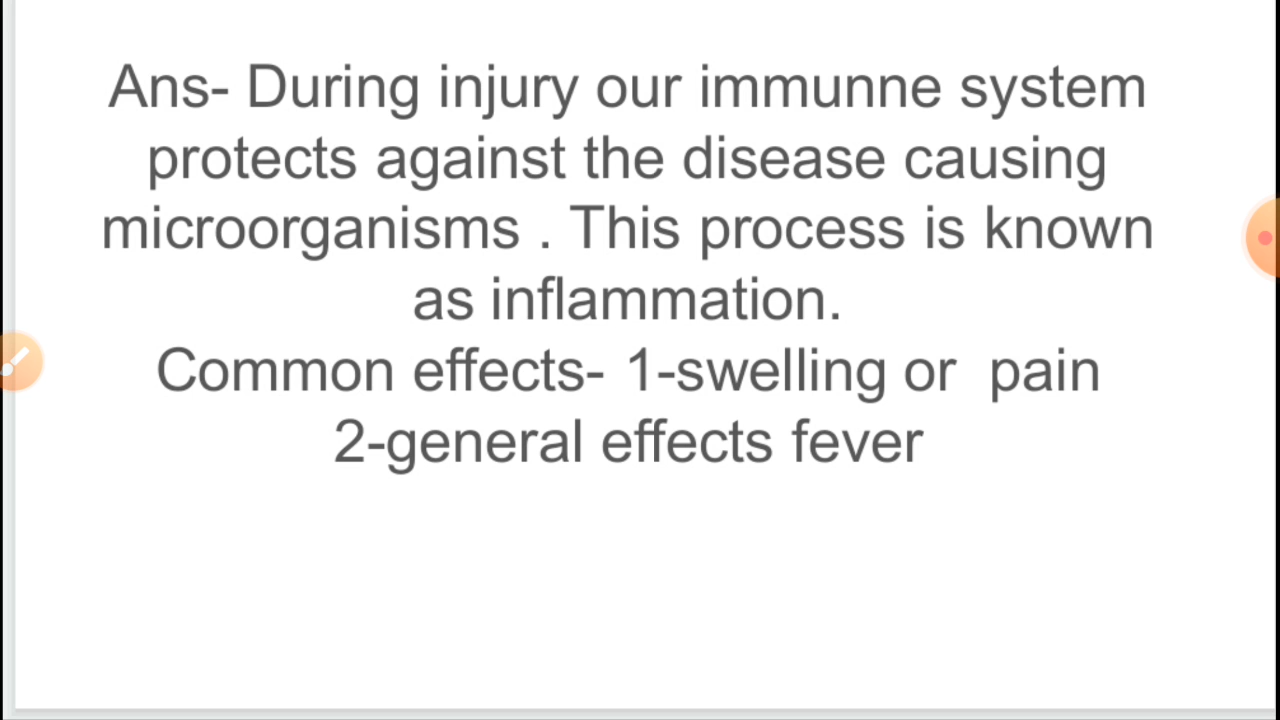 Ans- During injury our immunne system
protects against the disease causing
microorganisms . This process is known
as inflammation.
Common effects- 1-swelling or  pain
2-general effects fever